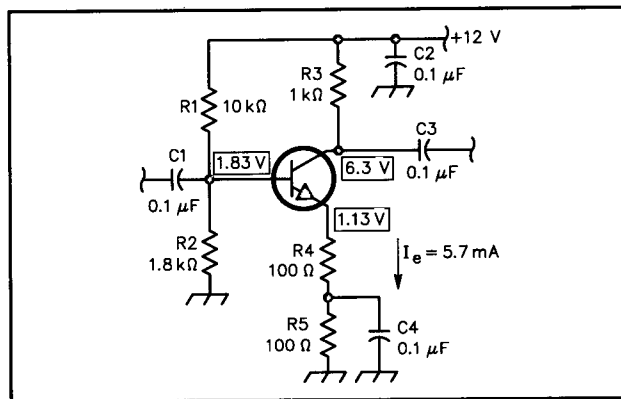 +12 V
C2
0.1 µF
R3
1 kΩ
R1
10 kΩ
C3
0.1 µF
C1
0.1 µF
1.83 V
6.3 V
1.13 V
R2
1.8 kΩ
R4
100 Ω
I e = 5.7 mA
R5
100 Ω
C4
0.1 µF